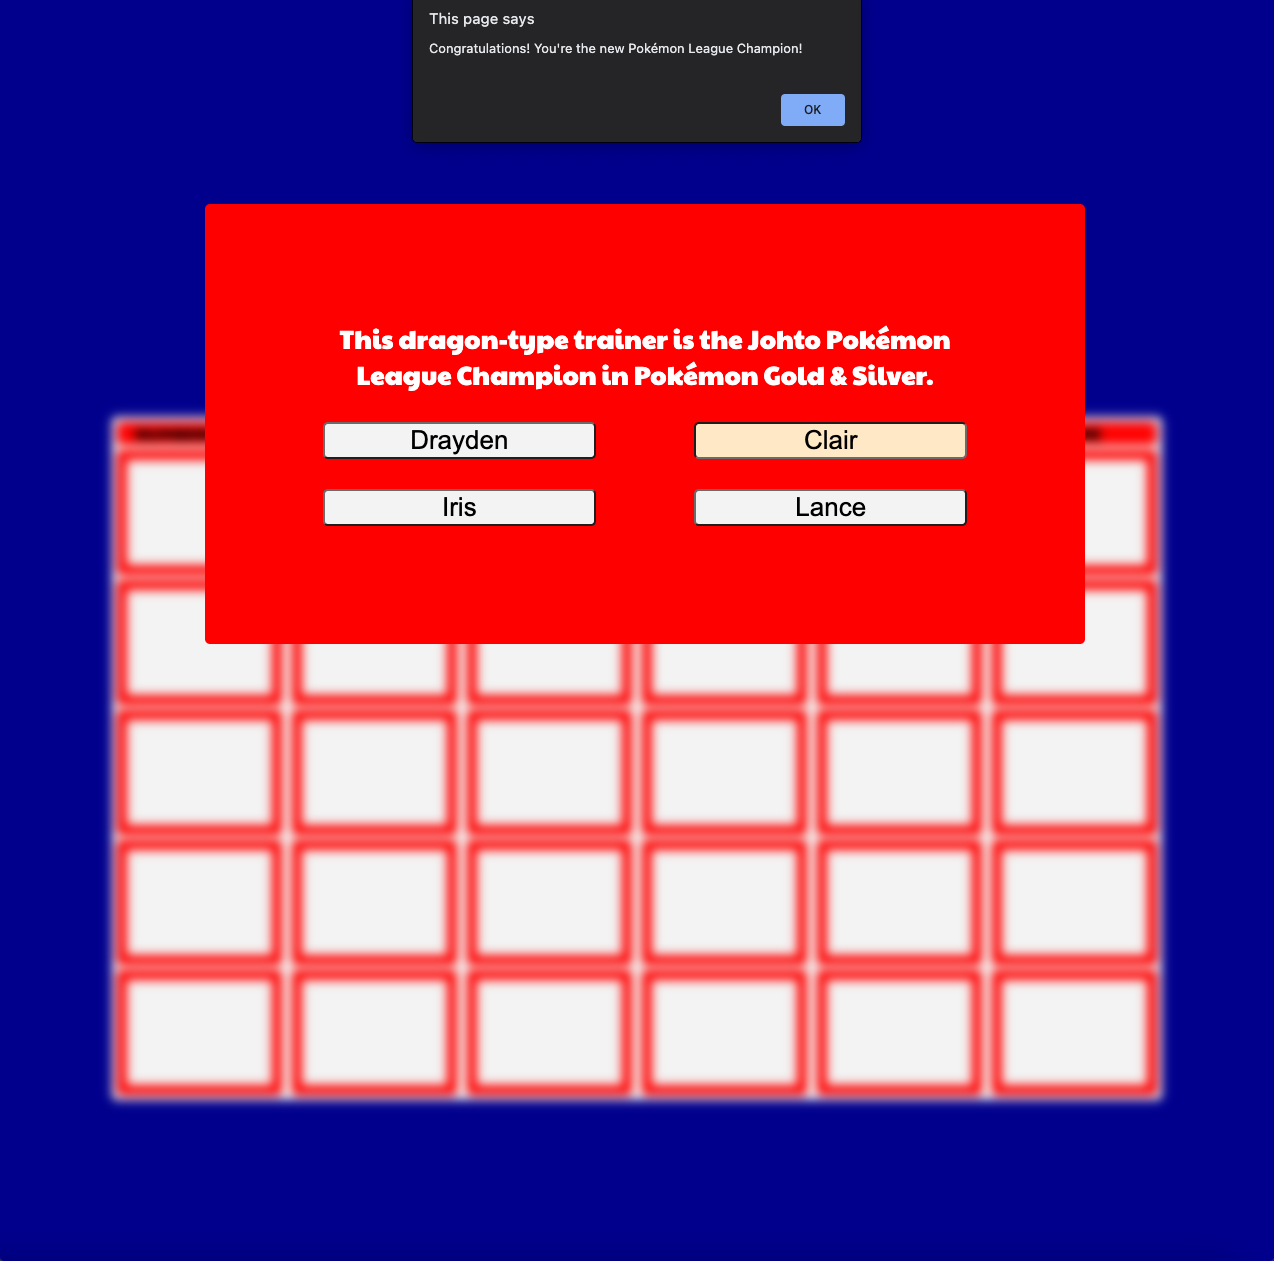 This page says
Congratulations! You're the new Pokémon League Champion!
OK
This dragon-type trainer is the Johto Pokémon
League Champion in Pokémon Gold & Silver.
Drayden
Clair
Iris
Lance